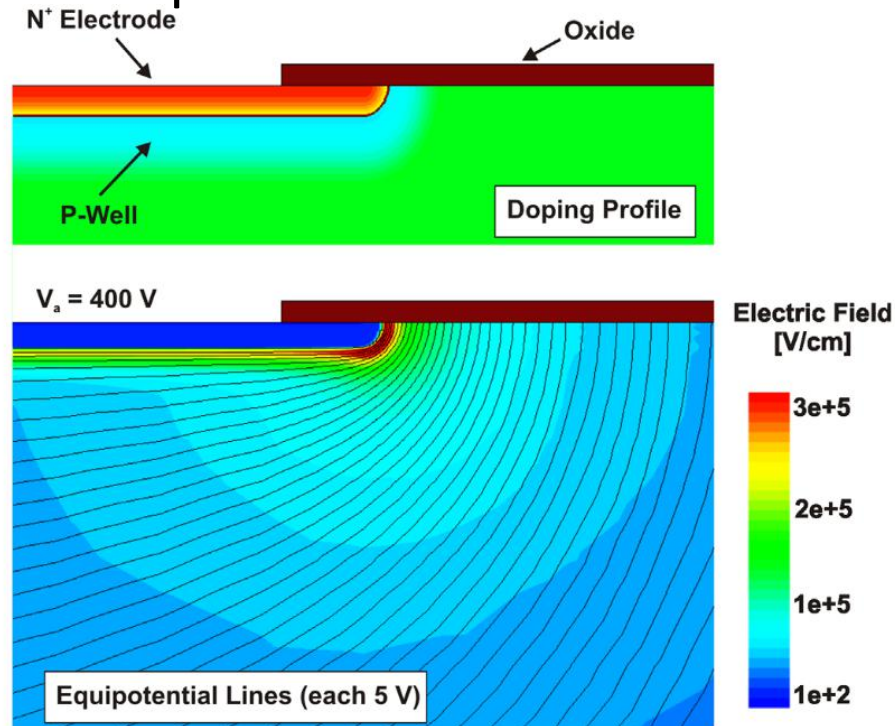 N⁺ Electrode
Oxide
P-Well
Doping Profile
Vₐ = 400 V
Electric Field
[V/cm]
3e+5
2e+5
1e+5
1e+2
Equipotential Lines (each 5 V)